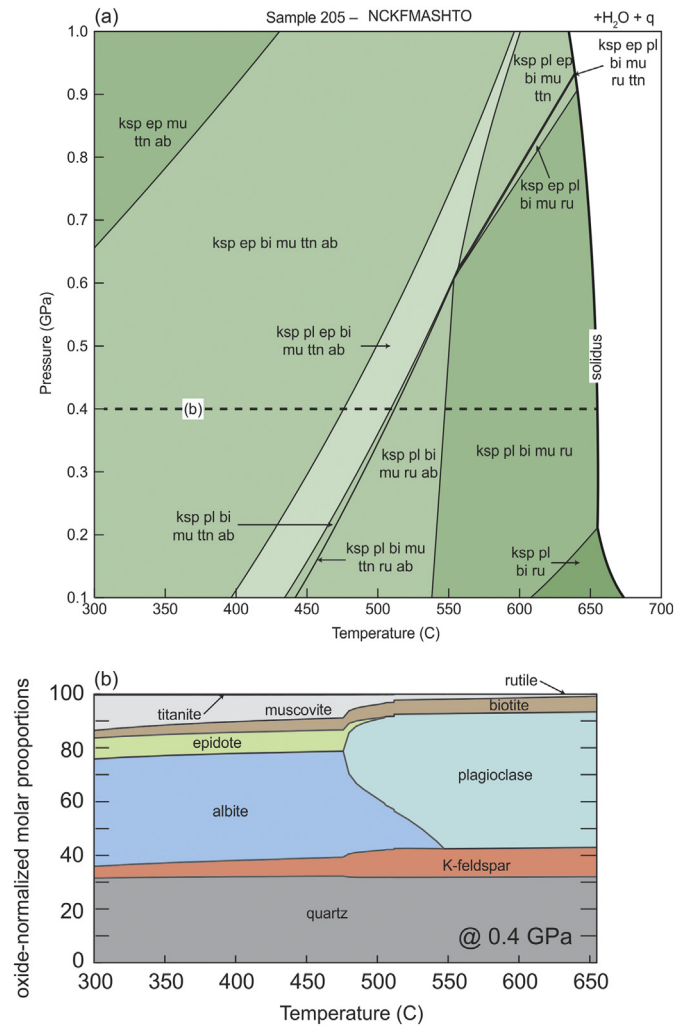 (a)
Sample 205 – NCKFMASHTO
+H₂O + q
1.0
0.9
0.8
0.7
0.6
0.5
0.4
0.3
0.2
0.1
Pressure (GPa)
ksp ep mu
ttn ab
ksp ep bi mu ttn ab
ksp pl ep
bi mu
ttn
ksp ep pl
bi mu
ru ttn
ksp ep pl
bi mu ru
ksp pl ep bi
mu ttn ab
solidus
(b)
ksp pl bi
mu ru ab
ksp pl bi mu ru
ksp pl bi
mu ttn ab
ksp pl bi mu
ttn ru ab
ksp pl
bi ru
300 350 400 450 500 550 600 650 700
Temperature (C)
(b)
rutile
100
80
60
40
20
0
oxide-normalized molar prooportions
titanite
muscovite
biotite
epidote
plagioclase
albite
K-feldspar
quartz
@ 0.4 GPa
300 350 400 450 500 550 600 650
Temperature (C)